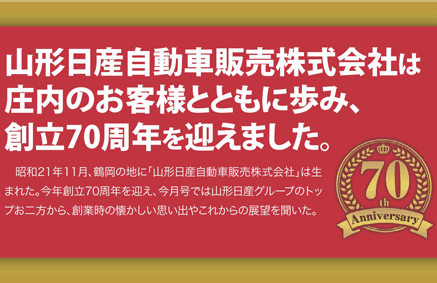 山形日産自動車販売株式会社は
庄内のお客様とともに歩み、
創立70周年を迎えました。
昭和21年11月、鶴岡の地に「山形日産自動車販売株式会社」は生
まれた。今年創立70周年を迎え、今月号では山形日産グループのトッ
プお二方から、創業時の懐かしい思い出やこれからの展望を聞いた。
70
th
Anniversary